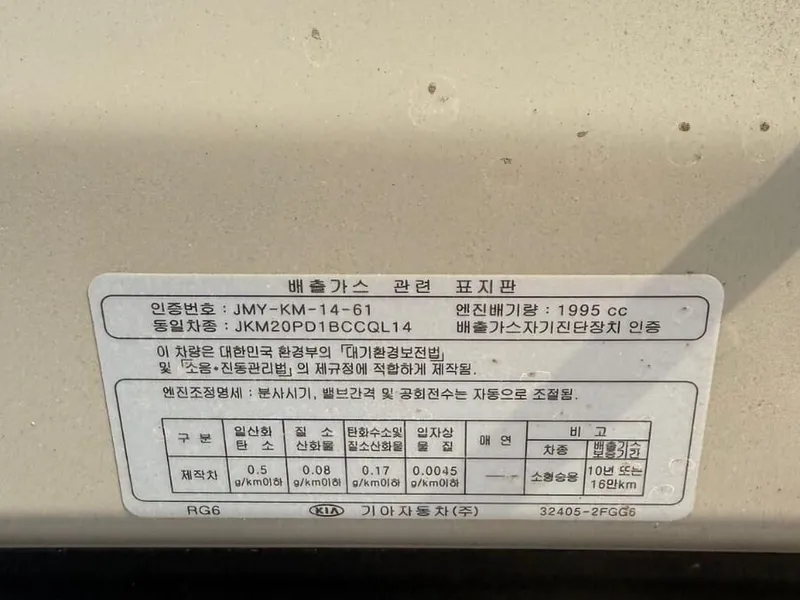 배출가스 관련 표지판
인증번호 : JMY-KM-14-61 엔진배기량 : 1995 cc
동일차종 : JKM20PD1BCCQL14 배출가스자기진단장치 인증
이 차량은 대한민국 환경부의 「대기환경보전법」
및 「소음•진동관리법」의 제규정에 적합하게 제작됨.
엔진조정명세 : 분사시기, 밸브간격 및 공회전수는 자동으로 조절됨.
구 분 일산화탄소 질소산화물 탄화수소및질소산화물 입자상물질 매 연 비 고
차종 배출가스보증기간
제작차 0.5 g/km이하 0.08 g/km이하 0.17 g/km이하 0.0045 g/km이하 — 소형승용 10년 또는 16만km
RG6 KIA 기아자동차(주) 32405-2FGG6